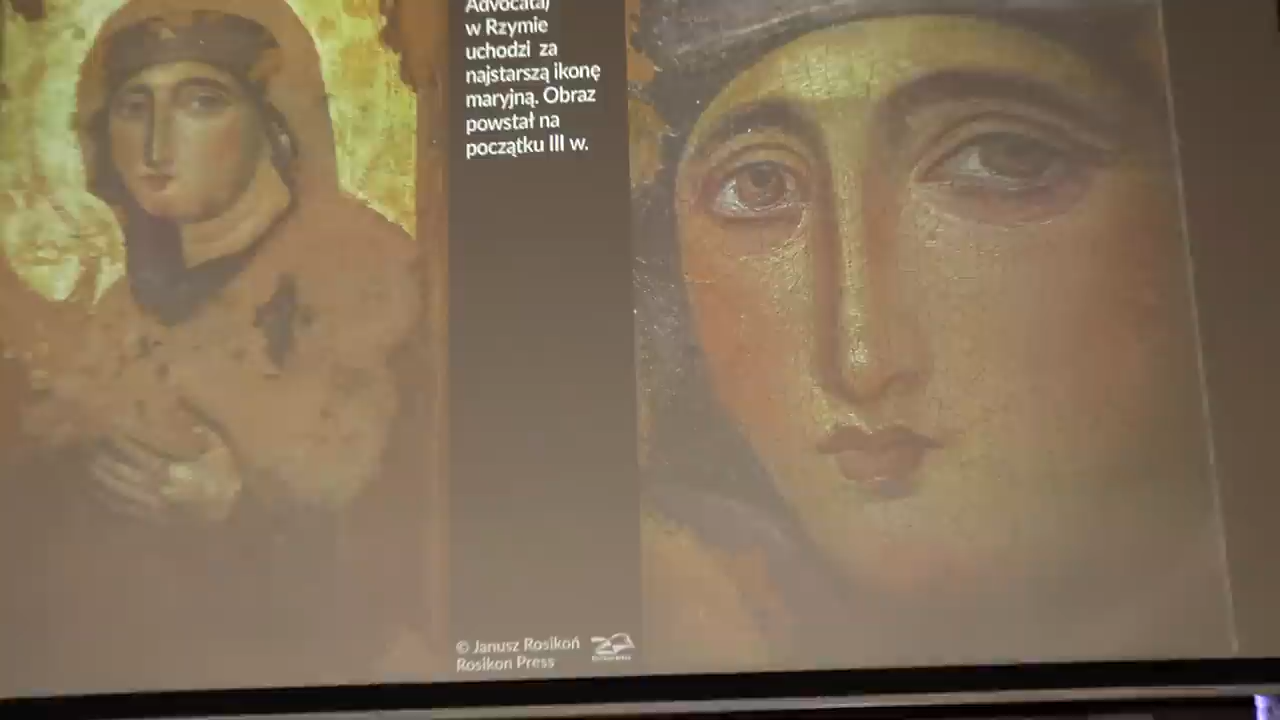 Advocata)
w Rzymie
uchodzi za
najstarszą ikonę
maryjną. Obraz
powstał na
początku III w.
© Janusz Rosikoń
Rosikon Press